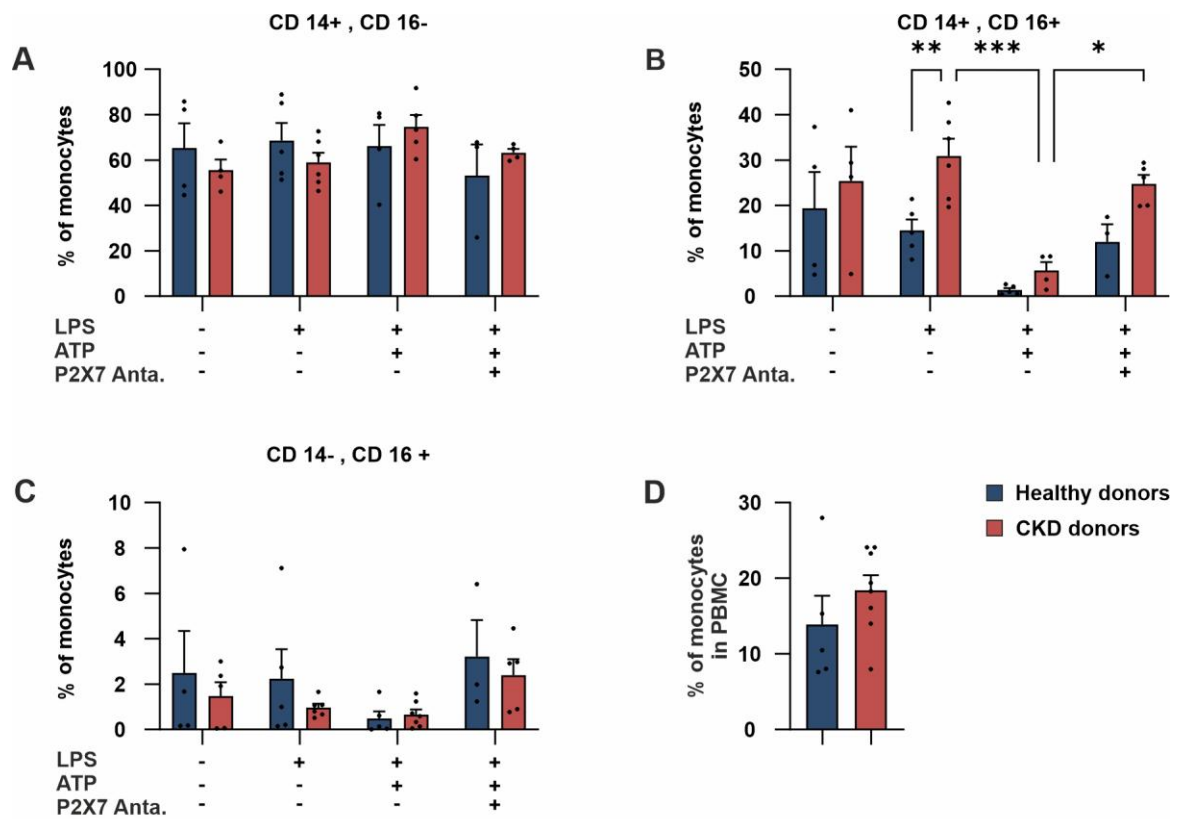 CD 14+ , CD 16-
A
% of monocytes
100
80
60
40
20
0
LPS - + + +
ATP - - + +
P2X7 Anta. - - - +
CD 14+ , CD 16+
B
** *** *
% of monocytes
50
40
30
20
10
0
LPS - + + +
ATP - - + +
P2X7 Anta. - - - +
CD 14- , CD 16 +
C
% of monocytes
10
8
6
4
2
0
LPS - + + +
ATP - - + +
P2X7 Anta. - - - +
D
% of monocytes
in PBMC
30
20
10
0
Healthy donors
CKD donors